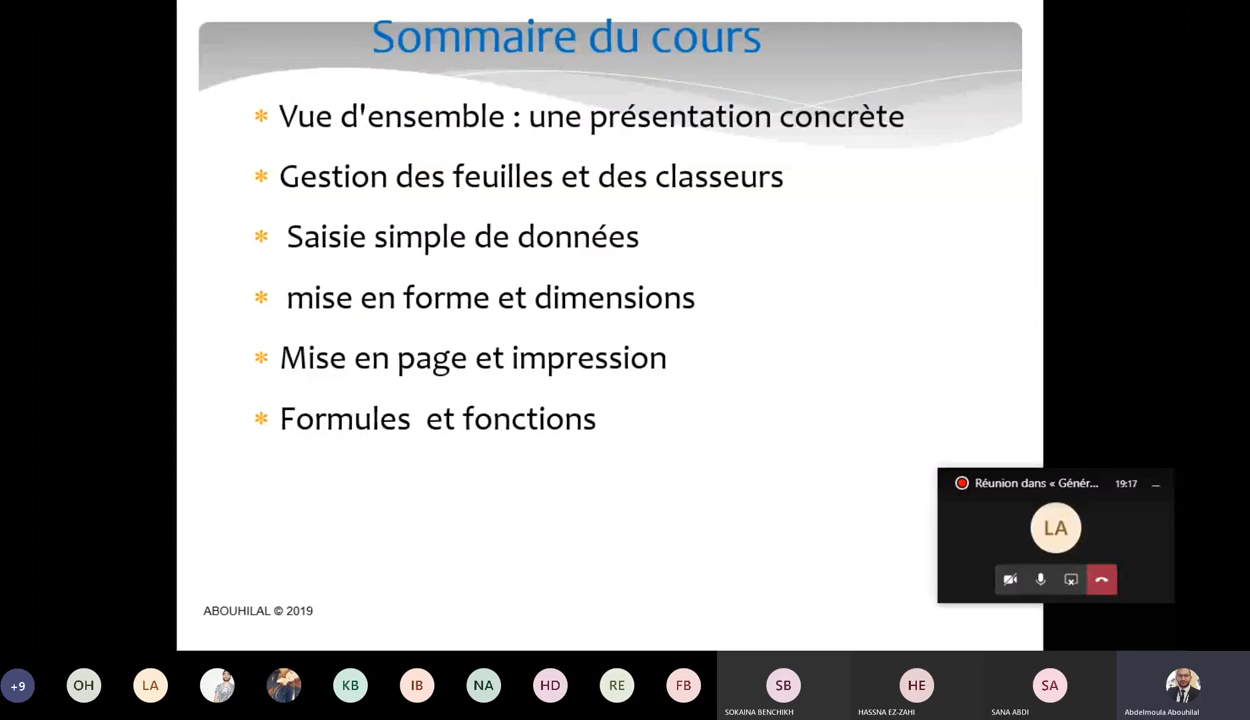 Sommaire du cours
* Vue d'ensemble : une présentation concrète
* Gestion des feuilles et des classeurs
* Saisie simple de données
* mise en forme et dimensions
* Mise en page et impression
* Formules et fonctions
Réunion dans « Génér... 19:17
LA
ABOUHILAL © 2019
+9 OH LA KB IB NA HD RE FB SB HE SA
SOKAINA BENCHIKH HASSNA EZ-ZAHI SANA ABDI Abdelmoula Abouhilal